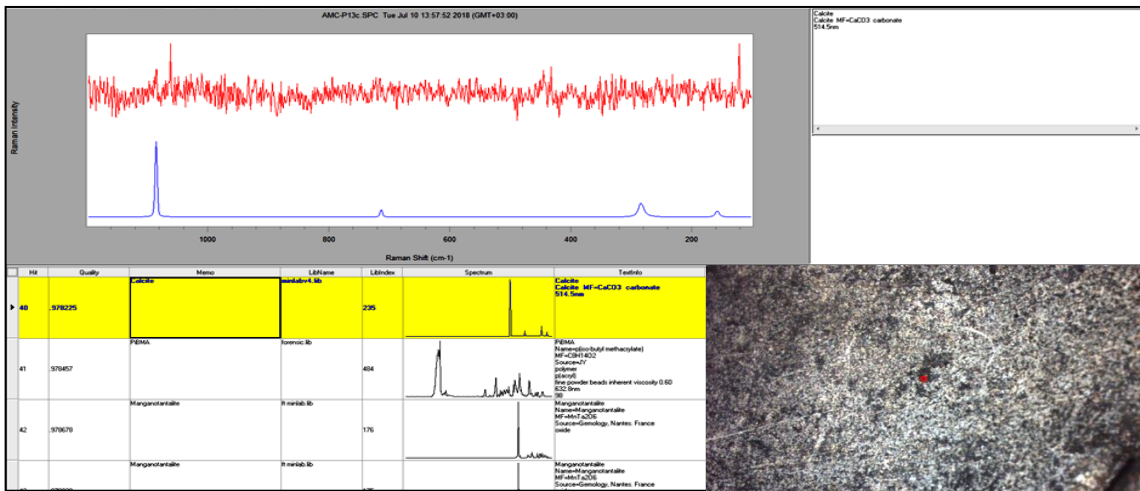 AMC-P13c.SPC Tue Jul 10 13:57:52 2018 (GMT+03:00)
Raman Intensity
1000 800 600 400 200
Raman Shift (cm-1)
Calcite
Calcite MF=CaCO3 carbonate
514.5nm
Hit Quality Memo LibName LibIndex Spectrum TextInfo
40 .978225 Calcite minlabv4.lib 235
Calcite
Calcite MF=CaCO3 carbonate
514.5nm
41 .978457 PiBMA forensic.lib 484
PiBMA
Name=p(iso-butyl methacrylate)
MF=C8H14O2
Source=JY
polymer
p(acryl)
fine powder beads inherent viscosity 0.60
632.8nm
98
42 .978678 Manganotantalite ft minlab.lib 176
Manganotantalite
Name=Manganotantalite
MF=MnTa2O6
Source=Gemology, Nantes. France
oxide
Manganotantalite ft minlab.lib
Manganotantalite
Name=Manganotantalite
MF=MnTa2O6
Source=Gemology, Nantes. France